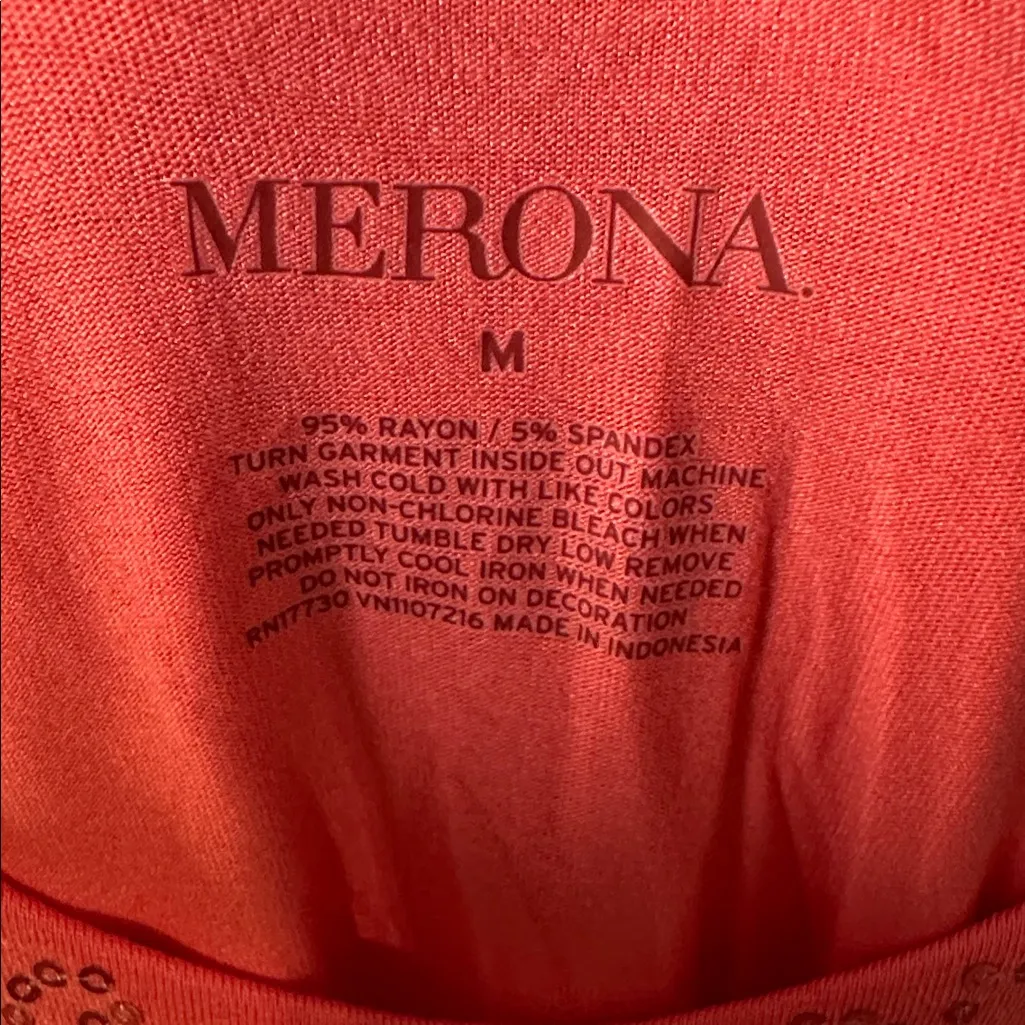 MERONA.
M
95% RAYON / 5% SPANDEX
TURN GARMENT INSIDE OUT MACHINE
WASH COLD WITH LIKE COLORS
ONLY NON-CHLORINE BLEACH WHEN
NEEDED TUMBLE DRY LOW REMOVE
PROMPTLY COOL IRON WHEN NEEDED
DO NOT IRON ON DECORATION
RN17730 VN1107216 MADE IN INDONESIA